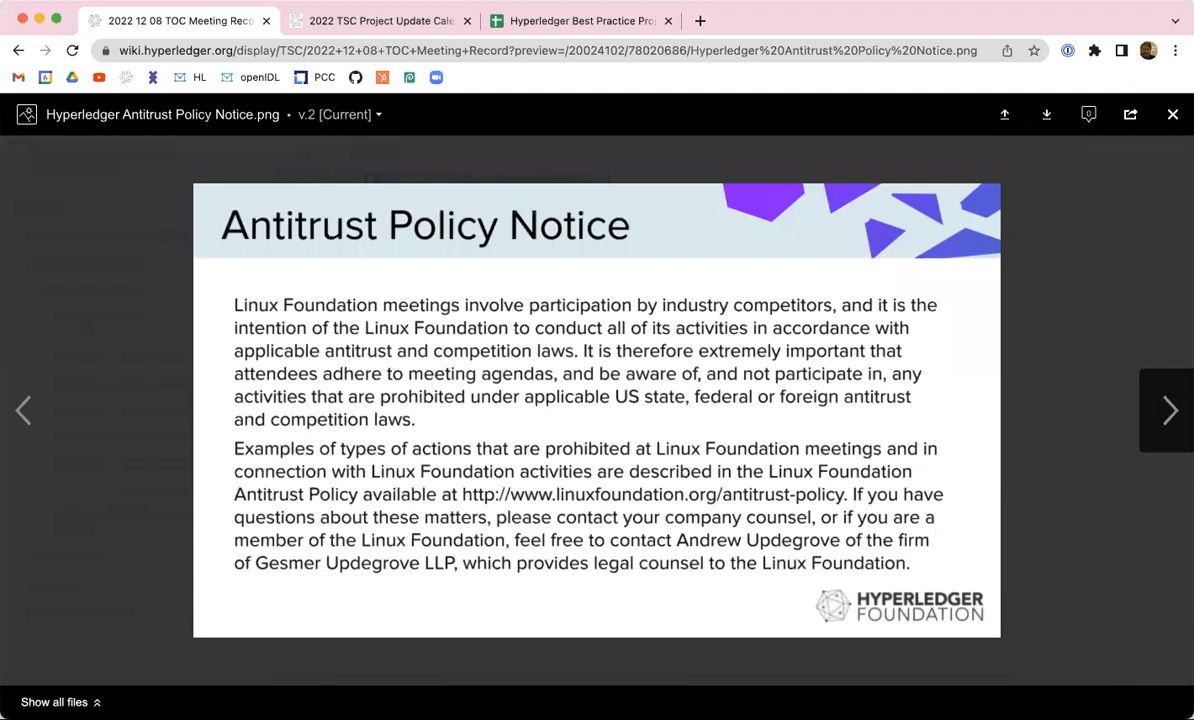 2022 12 08 TOC Meeting Reco
2022 TSC Project Update Cale
Hyperledger Best Practice Pro
wiki.hyperledger.org/display/TSC/2022+12+08+TOC+Meeting+Record?preview=/20024102/78020686/Hyperledger%20Antitrust%20Policy%20Notice.png
HL
openIDL
PCC
Hyperledger Antitrust Policy Notice.png • v.2 [Current]
0
Antitrust Policy Notice
Linux Foundation meetings involve participation by industry competitors, and it is the
intention of the Linux Foundation to conduct all of its activities in accordance with
applicable antitrust and competition laws. It is therefore extremely important that
attendees adhere to meeting agendas, and be aware of, and not participate in, any
activities that are prohibited under applicable US state, federal or foreign antitrust
and competition laws.
Examples of types of actions that are prohibited at Linux Foundation meetings and in
connection with Linux Foundation activities are described in the Linux Foundation
Antitrust Policy available at http://www.linuxfoundation.org/antitrust-policy. If you have
questions about these matters, please contact your company counsel, or if you are a
member of the Linux Foundation, feel free to contact Andrew Updegrove of the firm
of Gesmer Updegrove LLP, which provides legal counsel to the Linux Foundation.
HYPERLEDGER
FOUNDATION
Show all files